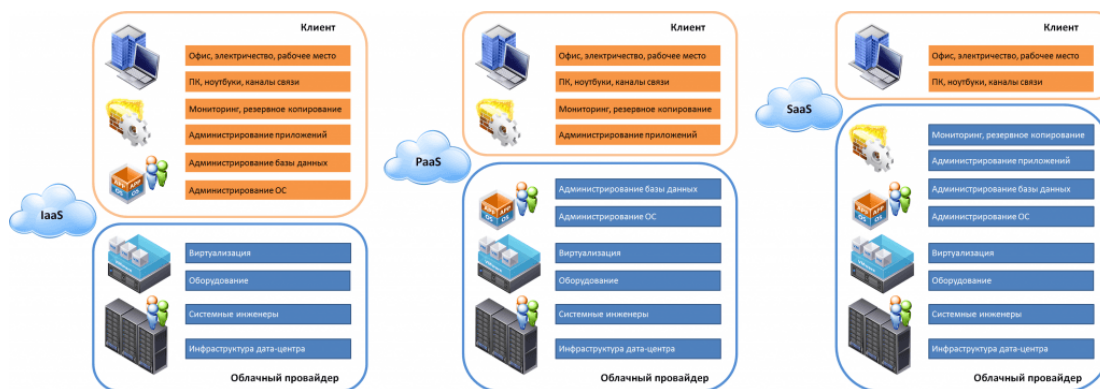 Клиент
Офис, электричество, рабочее место
ПК, ноутбуки, каналы связи
Мониторинг, резервное копирование
Администрирование приложений
Администрирование базы данных
Администрирование ОС
IaaS
Виртуализация
Оборудование
Системные инженеры
Инфраструктура дата-центра
Облачный провайдер
Клиент
Офис, электричество, рабочее место
ПК, ноутбуки, каналы связи
Мониторинг, резервное копирование
Администрирование приложений
PaaS
Администрирование базы данных
Администрирование ОС
Виртуализация
Оборудование
Системные инженеры
Инфраструктура дата-центра
Облачный провайдер
Клиент
Офис, электричество, рабочее место
ПК, ноутбуки, каналы связи
SaaS
Мониторинг, резервное копирование
Администрирование приложений
Администрирование базы данных
Администрирование ОС
Виртуализация
Оборудование
Системные инженеры
Инфраструктура дата-центра
Облачный провайдер